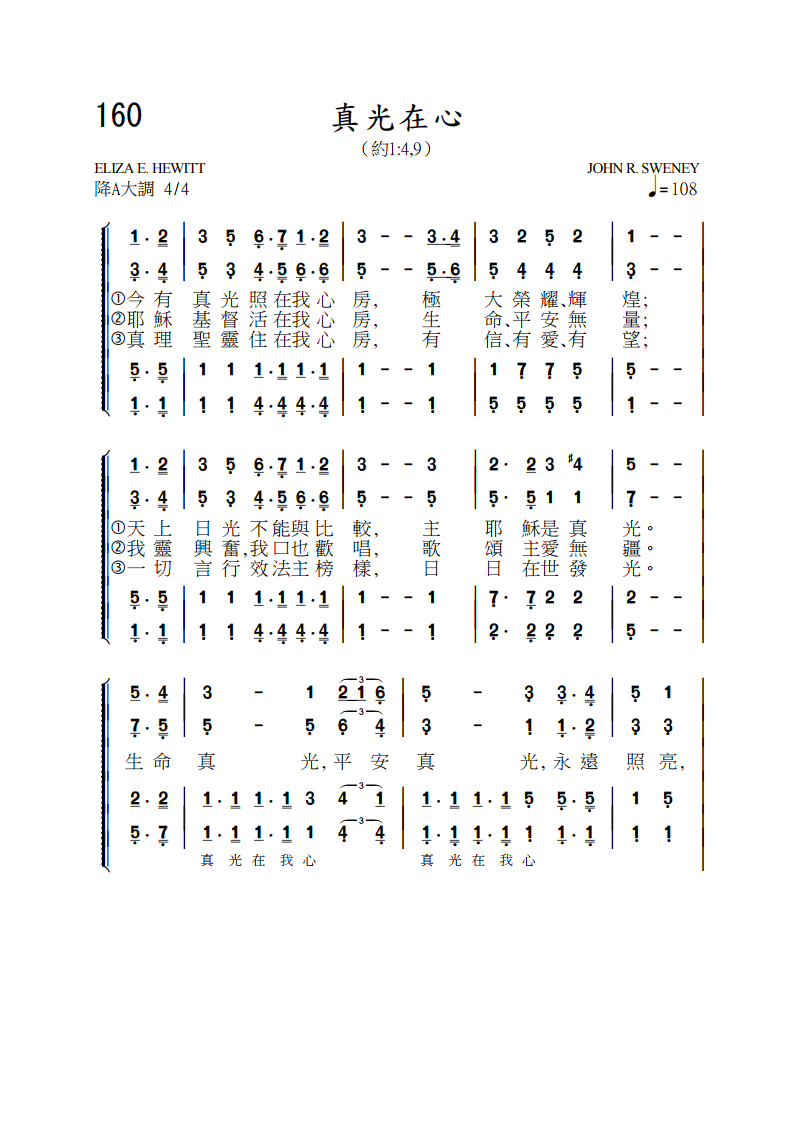 160
真光在心
（約1:4,9）
ELIZA E. HEWITT
JOHN R. SWENEY
降A大調 4/4
♩=108
1· 2 | 3 5 6· 7 1· 2 | 3 - - 3· 4 | 3 2 5 2 | 1 - -
3· 4 | 5 3 4· 5 6· 6 | 5 - - 5· 6 | 5 4 4 4 | 3 - -
①今有真光照在我心房，極大榮耀、輝煌；
②耶穌基督活在我心房，生命、平安無量；
③真理聖靈住在我心房，有信、有愛、有望；
5· 5 | 1 1 1· 1 1· 1 | 1 - - 1 | 1 7 7 5 | 5 - -
1· 1 | 1 1 4· 4 4· 4 | 1 - - 1 | 5 5 5 5 | 1 - -
1· 2 | 3 5 6· 7 1· 2 | 3 - - 3 | 2· 2 3 ♯4 | 5 - -
3· 4 | 5 3 4· 5 6· 6 | 5 - - 5 | 5· 5 1 1 | 7 - -
①天上日光不能與比較，主耶穌是真光。
②我靈興奮，我口也歡唱，歌頌主愛無疆。
③一切言行效法主榜樣，日日在世發光。
5· 5 | 1 1 1· 1 1· 1 | 1 - - 1 | 7· 7 2 2 | 2 - -
1· 1 | 1 1 4· 4 4· 4 | 1 - - 1 | 2· 2 2 2 | 5 - -
3 3
5· 4 | 3 - 1 2 1 6 | 5 - 3 3· 4 | 5 1
3 3
7· 5 | 5 - 5 6 4 | 3 - 1 1· 2 | 3 3
生命真光，平安真光，永遠照亮，
3 3
2· 2 | 1· 1 1· 1 3 4 1 | 1· 1 1· 1 5 5· 5 | 1 5
3
5· 7 | 1· 1 1· 1 1 4 4 | 1· 1 1· 1 1 1· 1 | 1 1
真光在我心 真光在我心